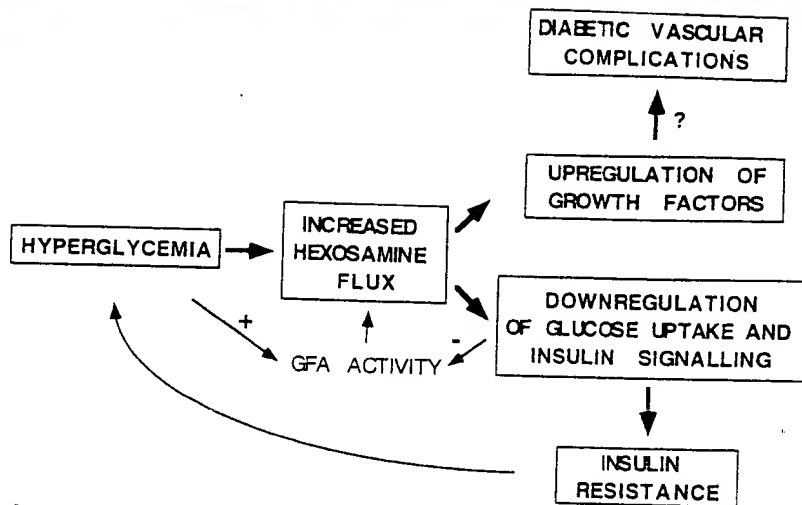 DIABETIC VASCULAR
COMPLICATIONS
?
UPREGULATION OF
GROWTH FACTORS
HYPERGLYCEMIA
INCREASED
HEXOSAMINE
FLUX
DOWNREGULATION
OF GLUCOSE UPTAKE AND
INSULIN SIGNALLING
+
-
GFA ACTIVITY
INSULIN
RESISTANCE